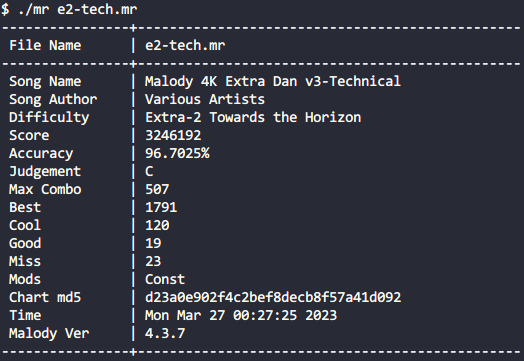 $ ./mr e2-tech.mr
---------------+-------------------------------------------
File Name | e2-tech.mr
---------------+-------------------------------------------
Song Name | Malody 4K Extra Dan v3-Technical
Song Author | Various Artists
Difficulty | Extra-2 Towards the Horizon
Score | 3246192
Accuracy | 96.7025%
Judgement | C
Max Combo | 507
Best | 1791
Cool | 120
Good | 19
Miss | 23
Mods | Const
Chart md5 | d23a0e902f4c2bef8decb8f57a41d092
Time | Mon Mar 27 00:27:25 2023
Malody Ver | 4.3.7
---------------+-------------------------------------------